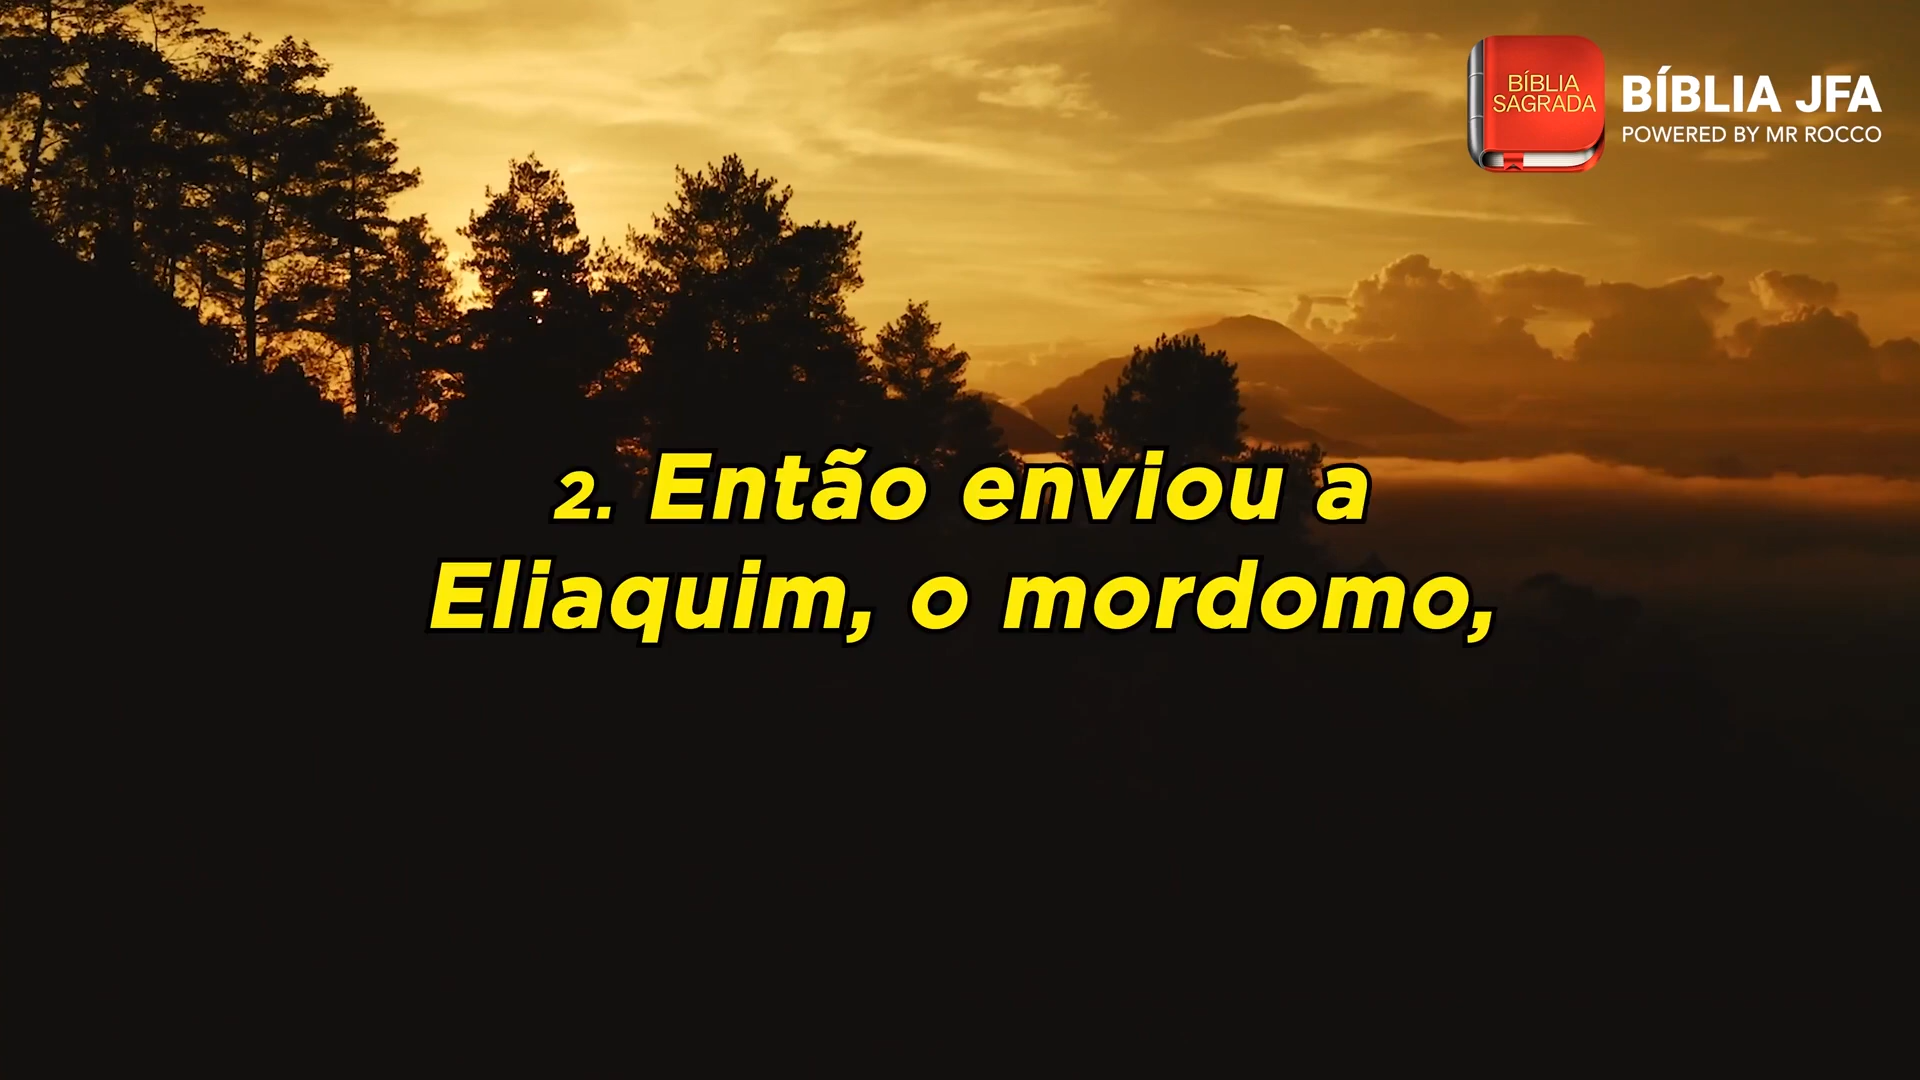 BÍBLIA
SAGRADA
BÍBLIA JFA
POWERED BY MR ROCCO
2. Então enviou a
Eliaquim, o mordomo,